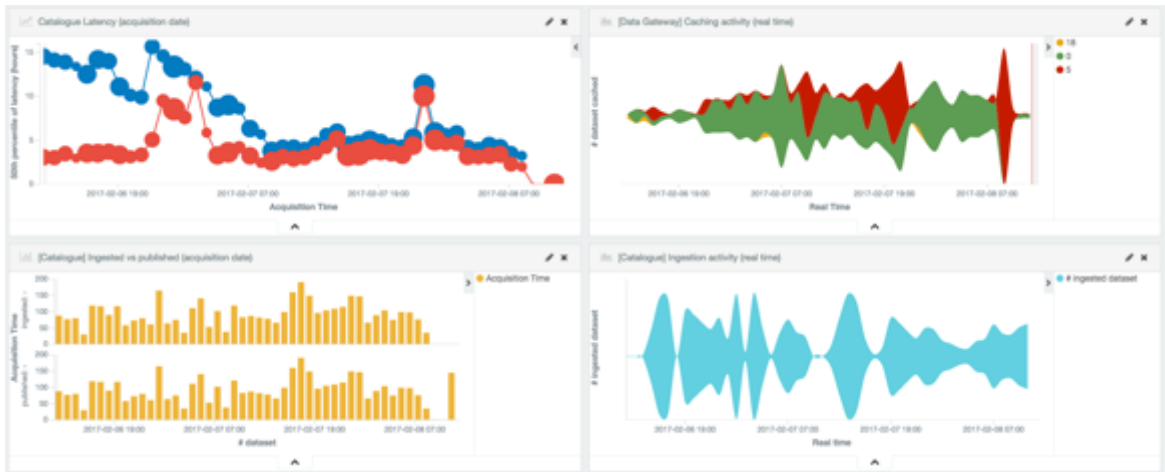 Catalogue Latency (acquisition date)
15
10
5
0
2017-02-06 19:00
2017-02-07 07:00
2017-02-07 19:00
2017-02-08 07:00
Acquisition Time
percentile of latency (hours)
[Data Gateway] Caching activity (real time)
18
0
5
# dataset cached
2017-02-06 19:00
2017-02-07 07:00
2017-02-07 19:00
2017-02-08 07:00
Real Time
[Catalogue] Ingested vs published (acquisition date)
Acquisition Time
200
150
100
50
0
ingested
200
150
100
50
0
published
Acquisition Time
2017-02-06 19:00
2017-02-07 07:00
2017-02-07 19:00
2017-02-08 07:00
# dataset
[Catalogue] Ingestion activity (real time)
# ingested dataset
# ingested dataset
2017-02-06 19:00
2017-02-07 07:00
2017-02-07 19:00
2017-02-08 07:00
Real time